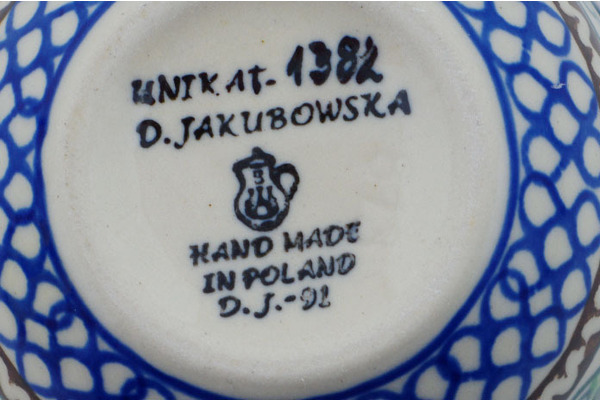 UNIKAT- 1382
D. JAKUBOWSKA
HAND MADE
IN POLAND
D.J.-92